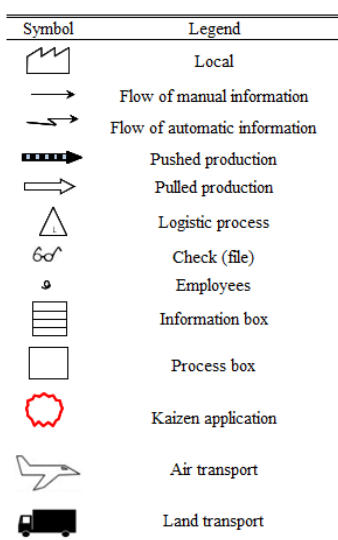 Symbol Legend
Local
Flow of manual information
Flow of automatic information
Pushed production
Pulled production
L Logistic process
Check (file)
Employees
Information box
Process box
Kaizen application
Air transport
Land transport